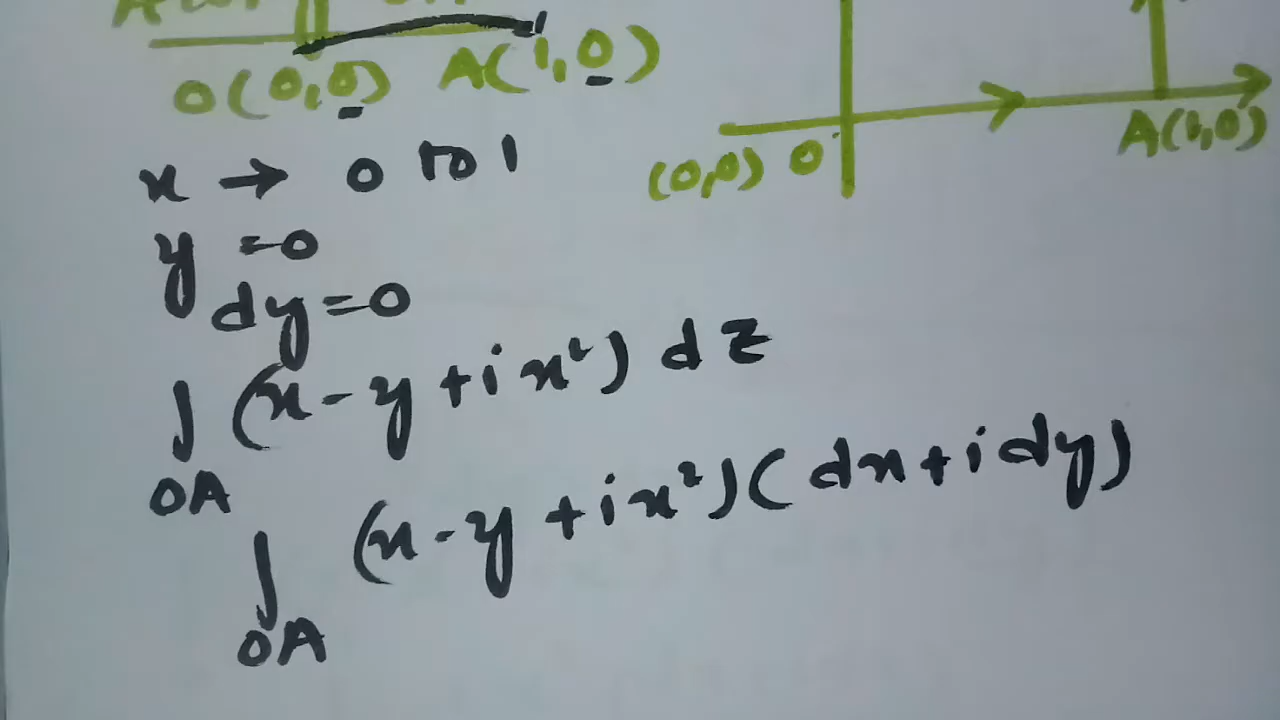 O(0,0) A(1,0)
(0,0) O A(1,0)
x → 0 to 1
y =0
dy=0
∫ (x-y+ix²) dz
OA
∫ (x-y+ix²)(dx+idy)
OA